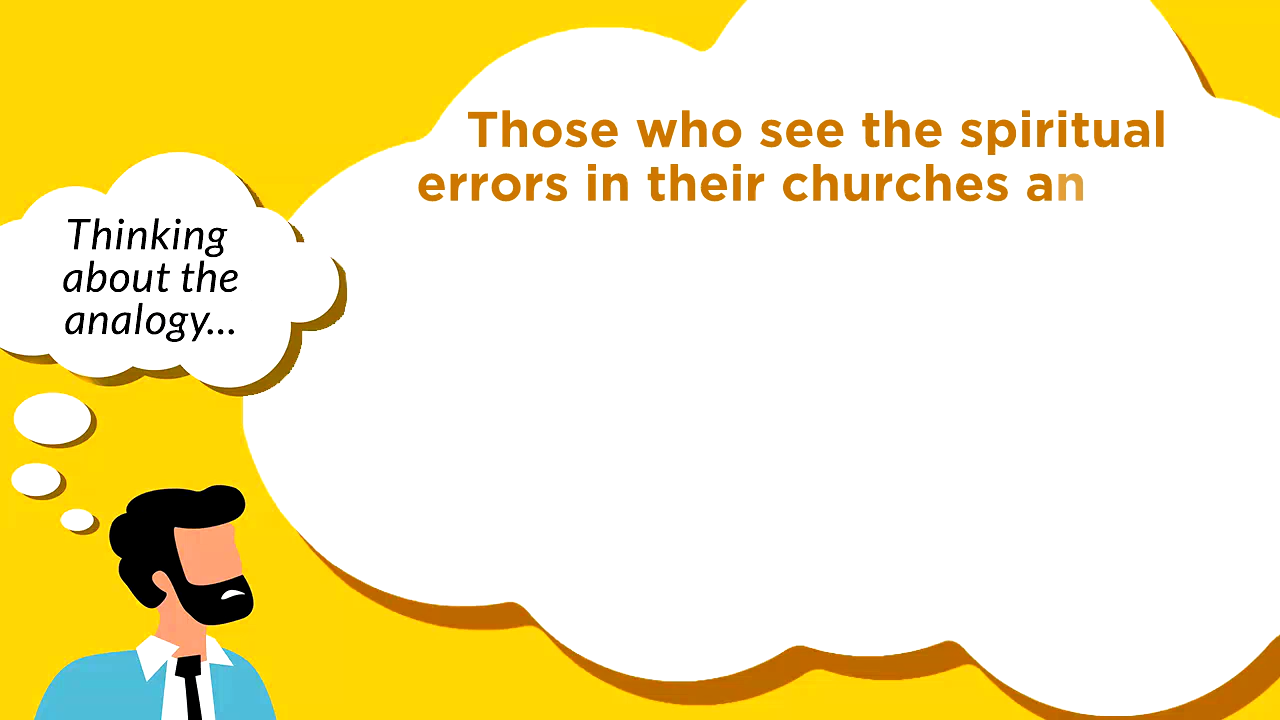 Thinking
about the
analogy...
Those who see the spiritual
errors in their churches an